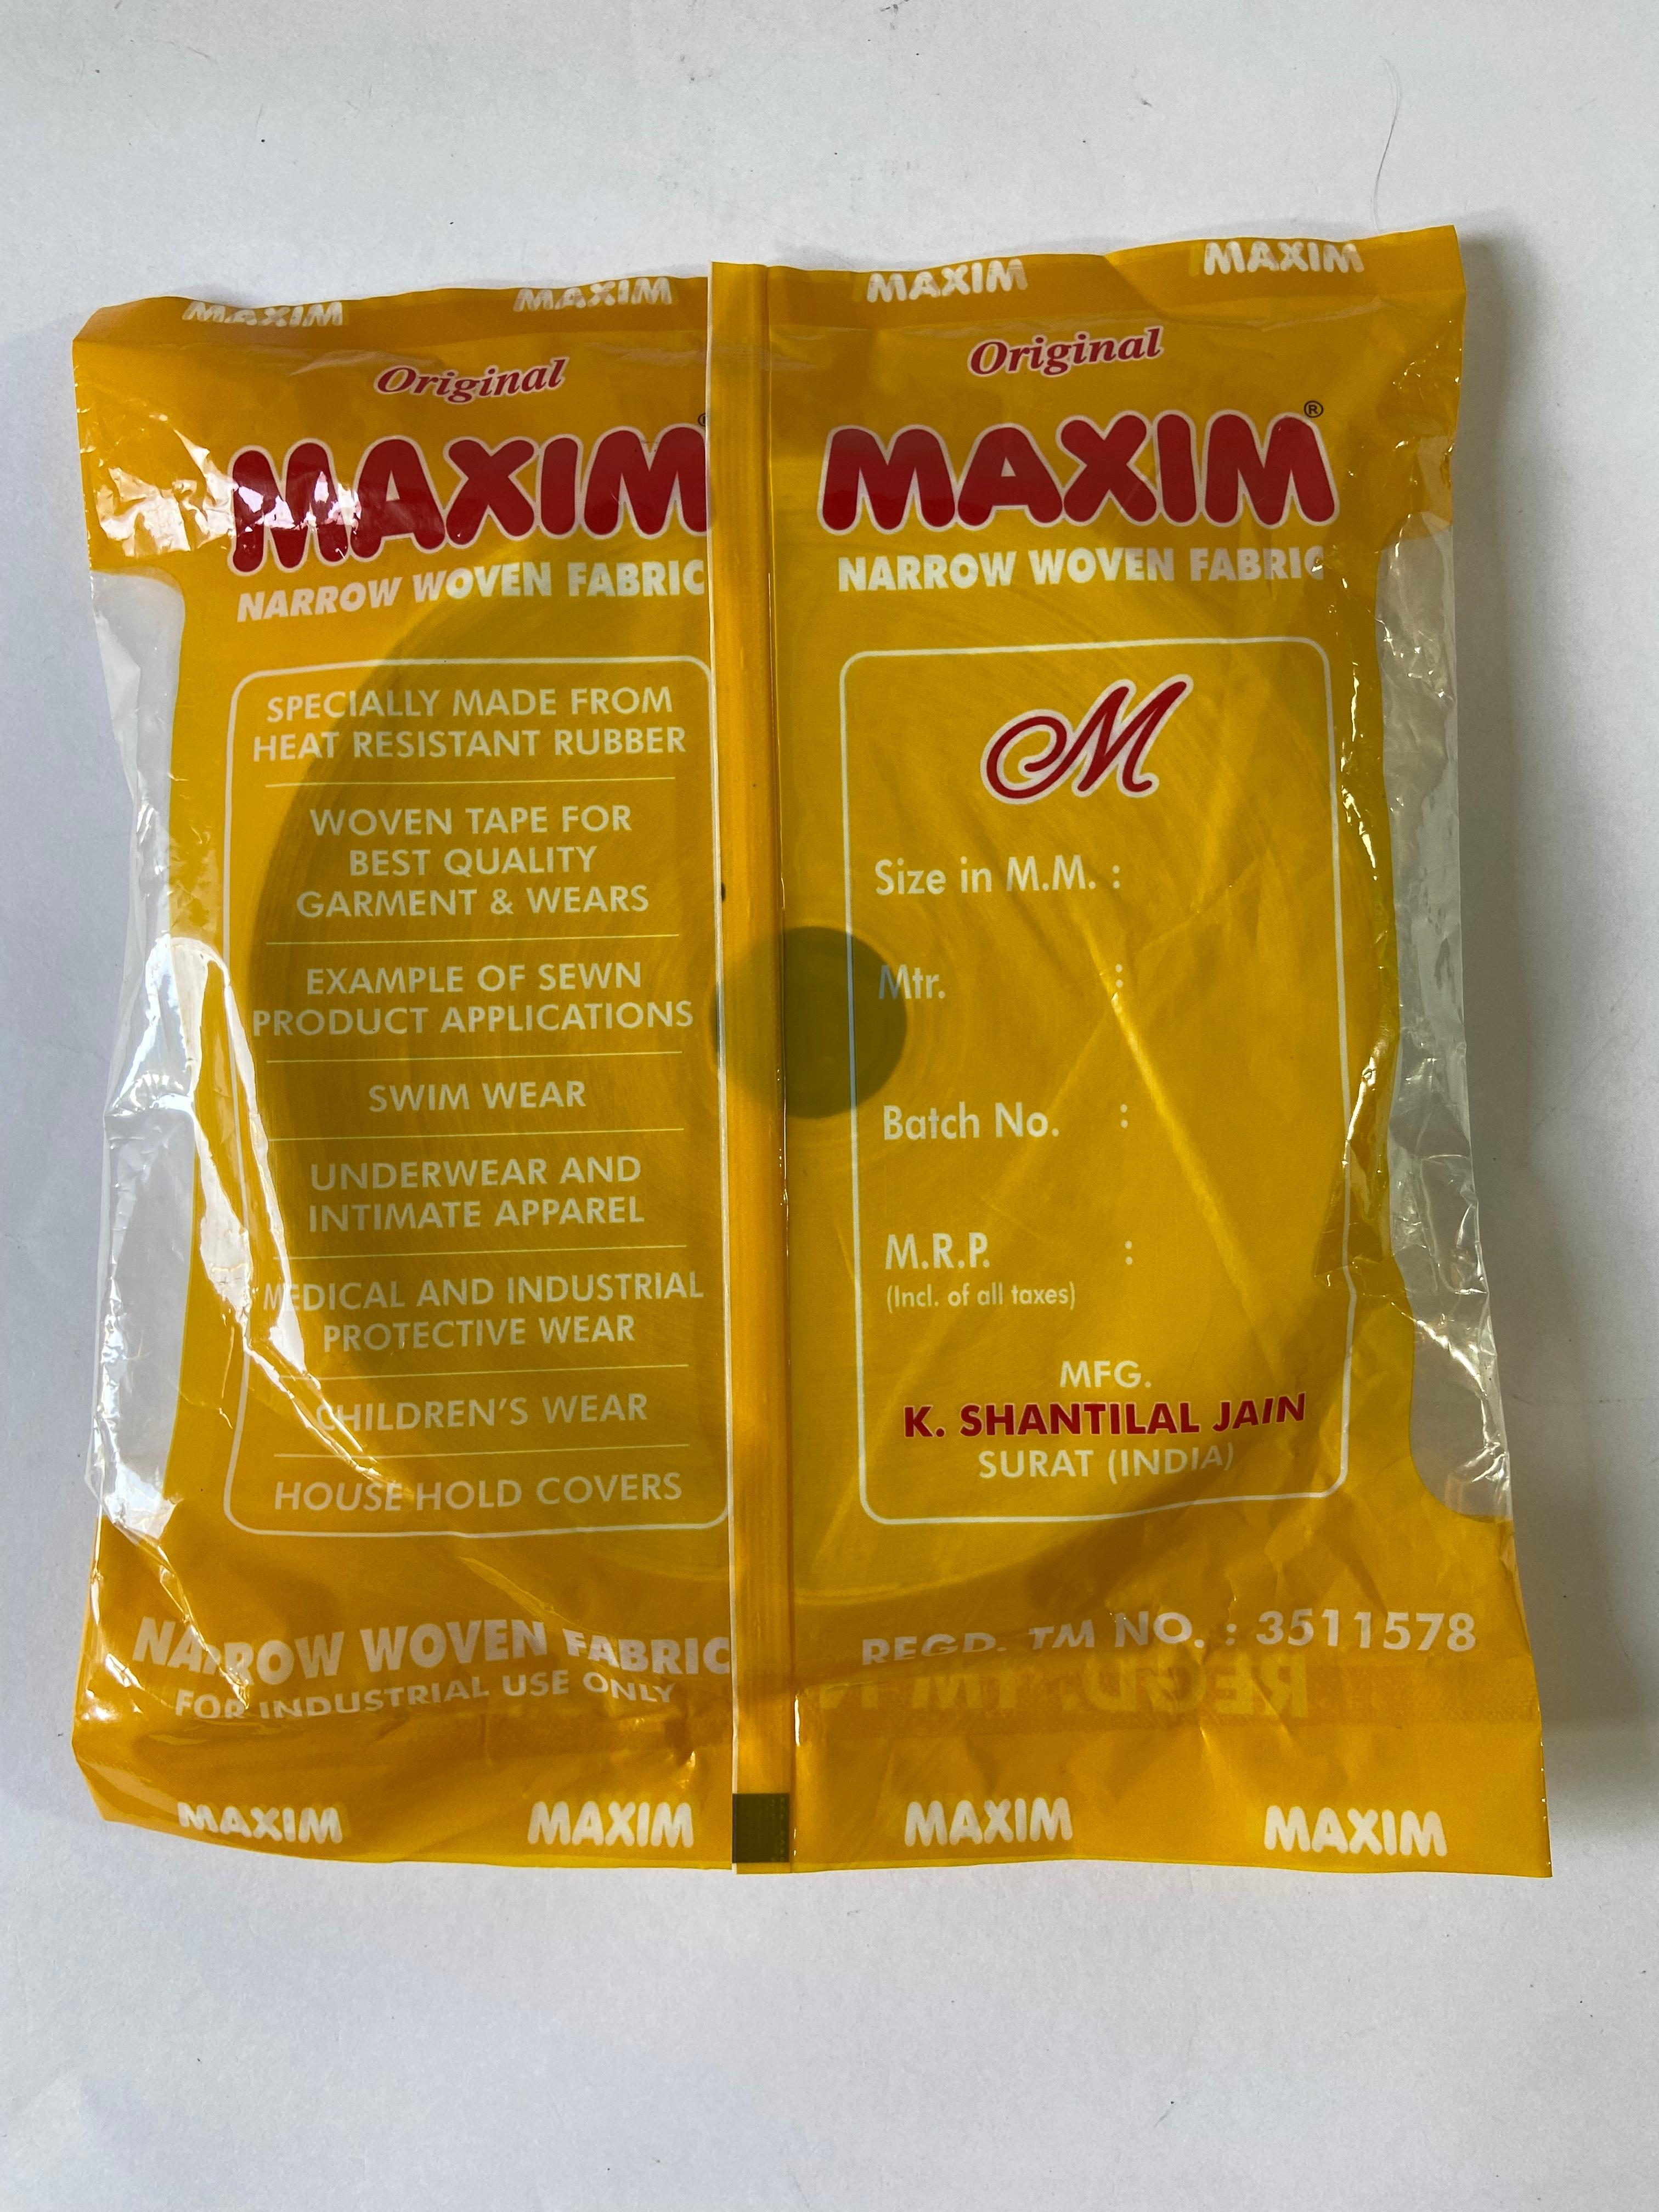 MAXIM MAXIM MAXIM MAXIM
Original
MAXIM
NARROW WOVEN FABRIC
SPECIALLY MADE FROM
HEAT RESISTANT RUBBER
WOVEN TAPE FOR
BEST QUALITY
GARMENT & WEARS
EXAMPLE OF SEWN
PRODUCT APPLICATIONS
SWIM WEAR
UNDERWEAR AND
INTIMATE APPAREL
MEDICAL AND INDUSTRIAL
PROTECTIVE WEAR
CHILDREN'S WEAR
HOUSE HOLD COVERS
NARROW WOVEN FABRIC
FOR INDUSTRIAL USE ONLY
Original
MAXIM®
NARROW WOVEN FABRIC
M
Size in M.M. :
Mtr. :
Batch No. :
M.R.P. :
(Incl. of all taxes)
MFG.
K. SHANTILAL JAIN
SURAT (INDIA)
REGD. TM NO. : 3511578
MAXIM MAXIM MAXIM MAXIM